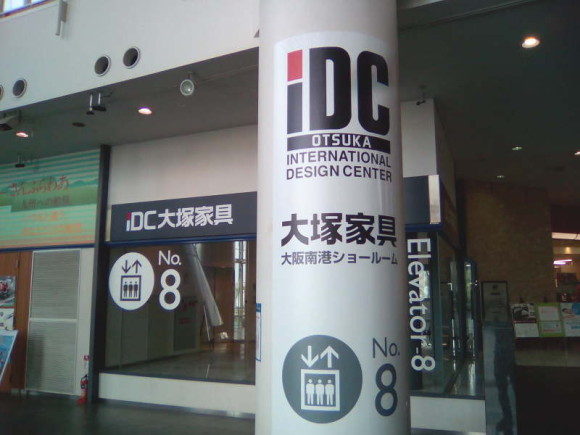 iDC
OTSUKA
INTERNATIONAL
DESIGN CENTER
大塚家具
大阪南港ショールーム
No.
8
iDC大塚家具
No.
8
Elevator-8